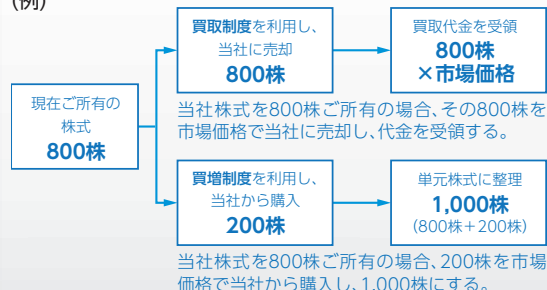 (例)
現在ご所有の
株式
800株
買取制度を利用し、
当社に売却
800株
買取代金を受領
800株
×市場価格
当社株式を800株ご所有の場合、その800株を
市場価格で当社に売却し、代金を受領する。
買増制度を利用し、
当社から購入
200株
単元株式に整理
1,000株
(800株+200株)
当社株式を800株ご所有の場合、200株を市場
価格で当社から購入し、1,000株にする。